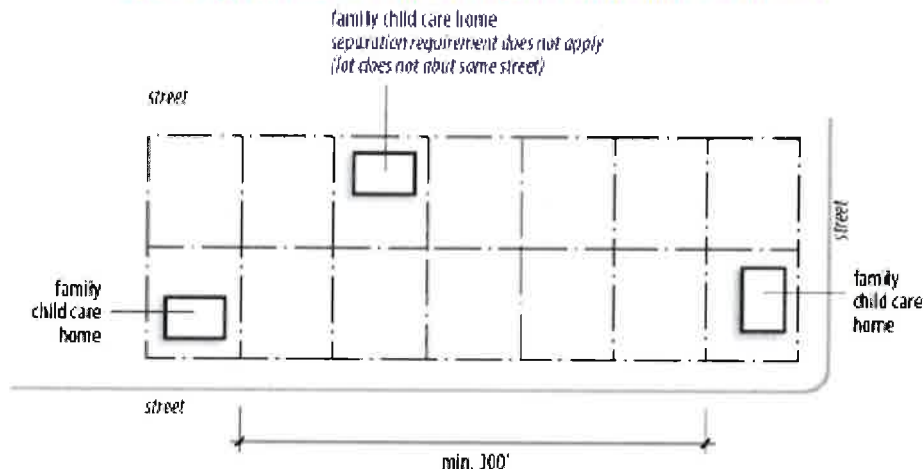 family child care home
separation requirement does not apply
(lot does not abut same street)
street
street
family
child care
home
family
child care
home
street
min. 300'